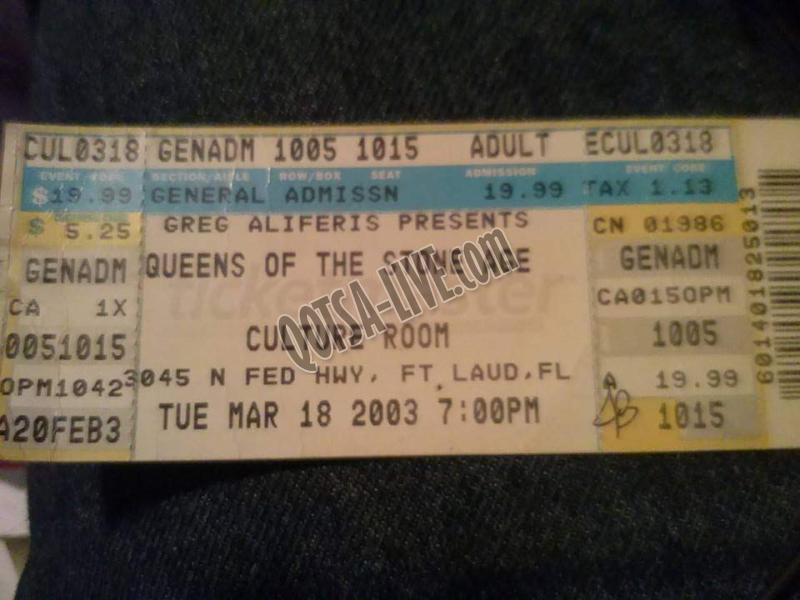 CUL0318 GENADM 1005 1015 ADULT ECUL0318
EVENT CODE SECTION/AISLE ROW/BOX SEAT ADMISSION EVENT CODE
$19.99 GENERAL ADMISSN 19.99 TAX 1.13
$ 5.25 GREG ALIFERIS PRESENTS CN 01986
GENADM QUEENS OF THE STONE AGE GENADM
ticketmaster
CA 1X CA0150PM
0051015 CULTURE ROOM 1005
0PM1042 3045 N FED HWY, FT.LAUD,FL A 19.99
A20FEB3 TUE MAR 18 2003 7:00PM 1015
601401825013
QOTSA-LIVE.com